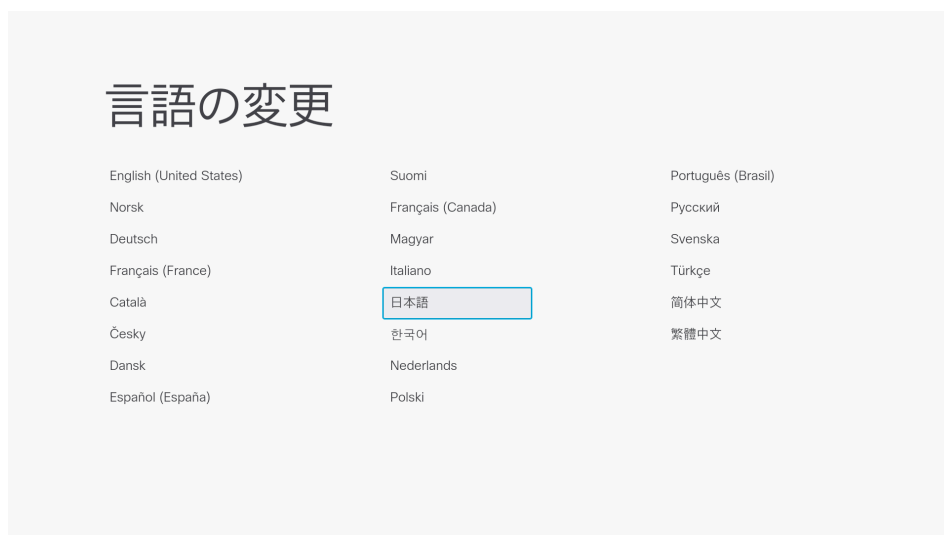 言語の変更
English (United States)
Norsk
Deutsch
Français (France)
Català
Česky
Dansk
Español (España)
Suomi
Français (Canada)
Magyar
Italiano
日本語
한국어
Nederlands
Polski
Português (Brasil)
Русский
Svenska
Türkçe
简体中文
繁體中文